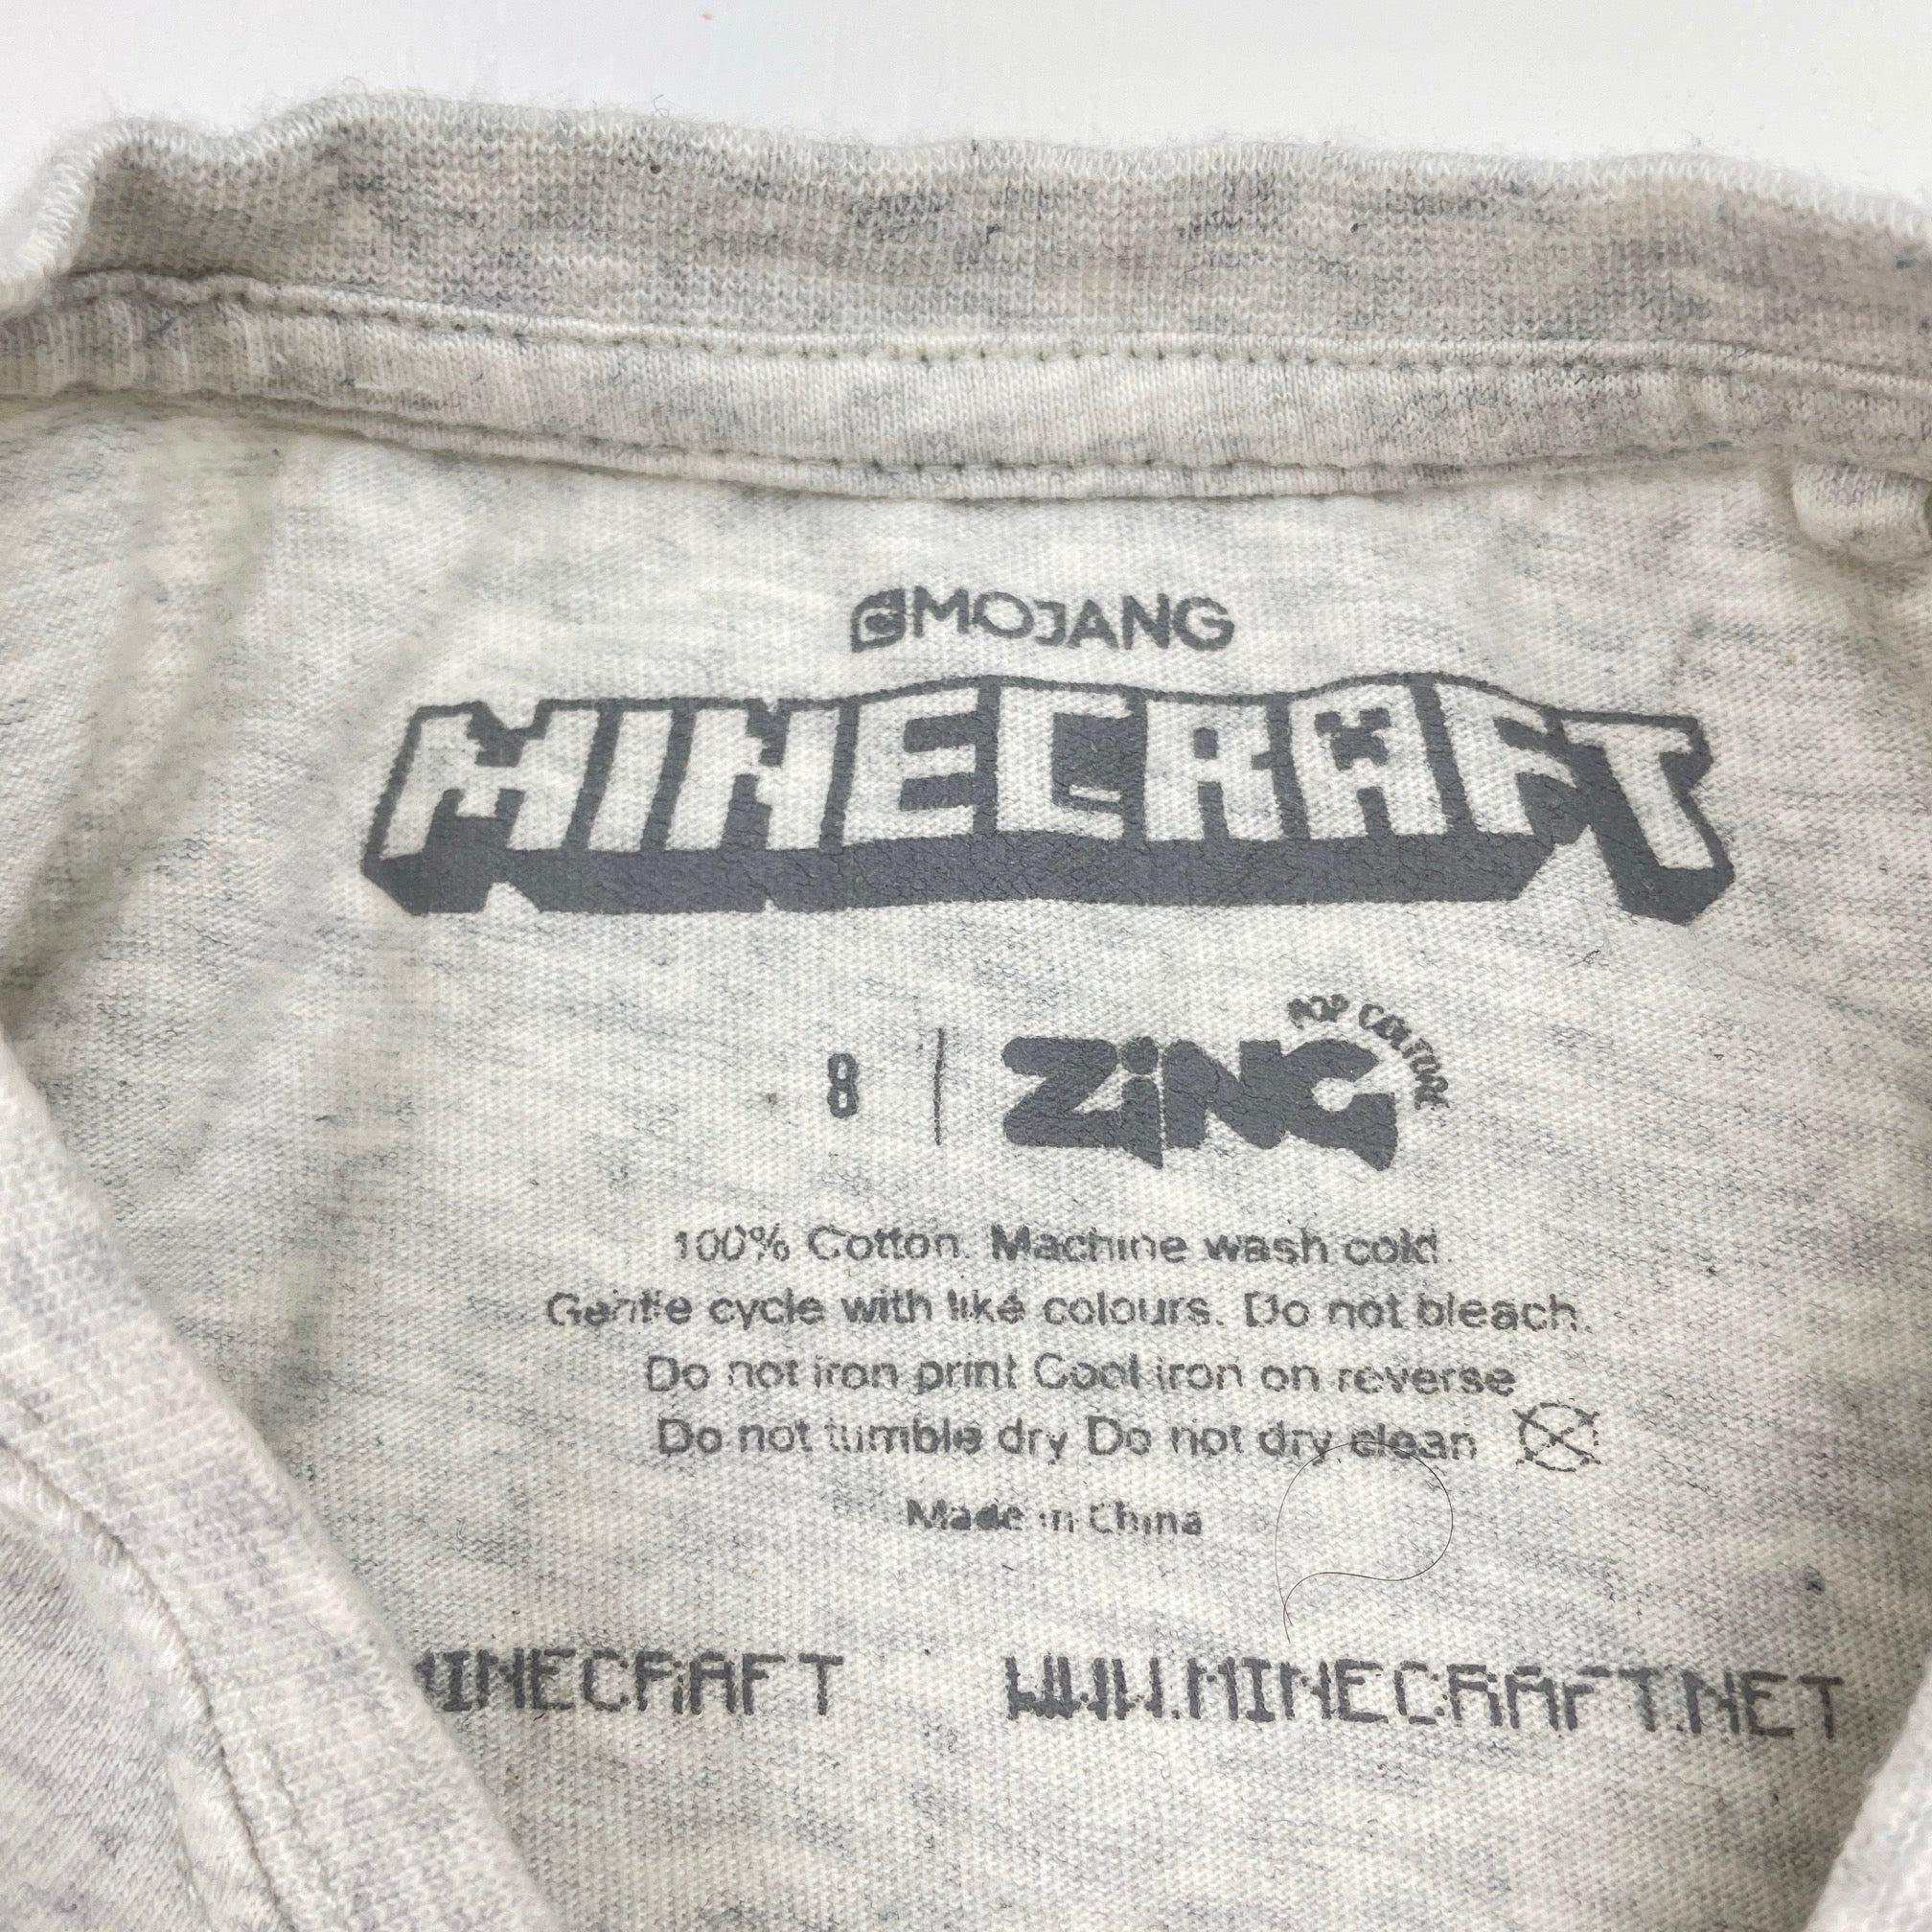 MOJANG
MINECRAFT
8 | ZiNG POP CULTURE
100% Cotton. Machine wash cold.
Gentle cycle with like colours. Do not bleach.
Do not iron print Cool iron on reverse
Do not tumble dry Do not dry clean
Made in China
MINECRAFT WWW.MINECRAFT.NET